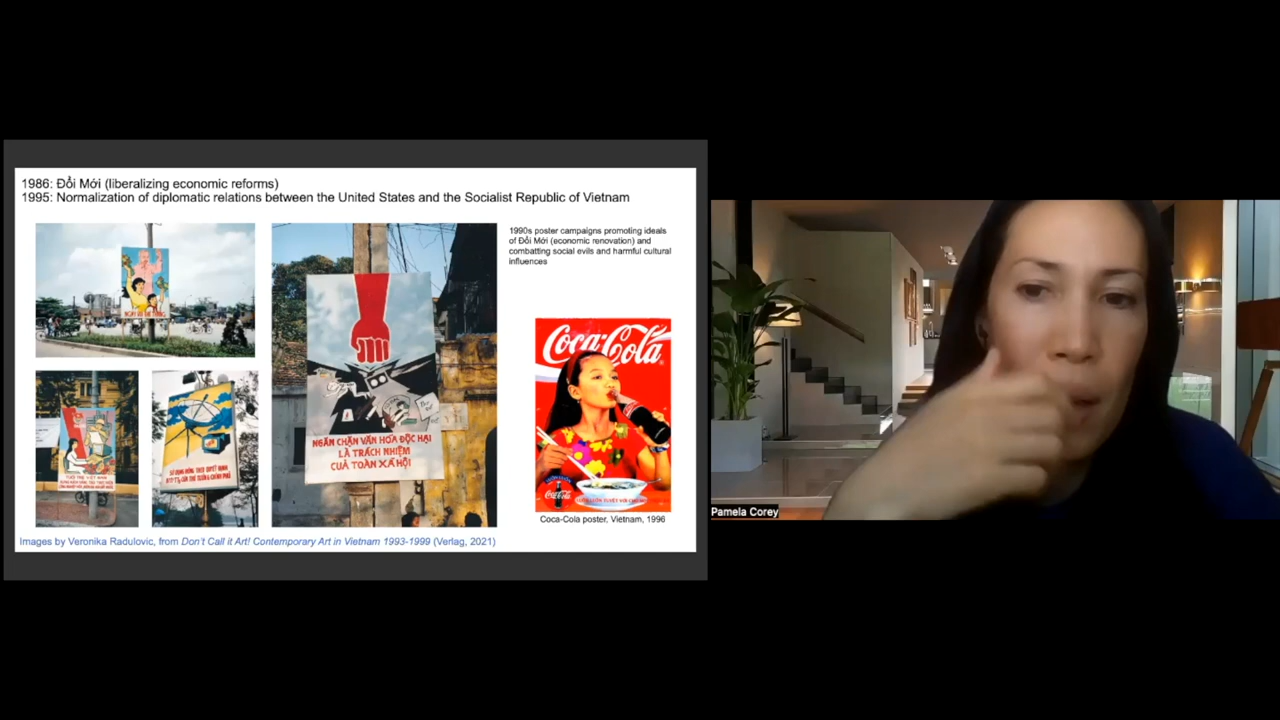 1986: Đổi Mới (liberalizing economic reforms)
1995: Normalization of diplomatic relations between the United States and the Socialist Republic of Vietnam
1990s poster campaigns promoting ideals
of Đổi Mới (economic renovation) and
combatting social evils and harmful cultural
influences
NGĂN CHẶN VĂN HÓA ĐỘC HẠI
LÀ TRÁCH NHIỆM
CỦA TOÀN XÃ HỘI
Coca-Cola
Coca-Cola
Coca-Cola poster, Vietnam, 1996
Images by Veronika Radulovic, from Don't Call it Art! Contemporary Art in Vietnam 1993-1999 (Verlag, 2021)
Pamela Corey